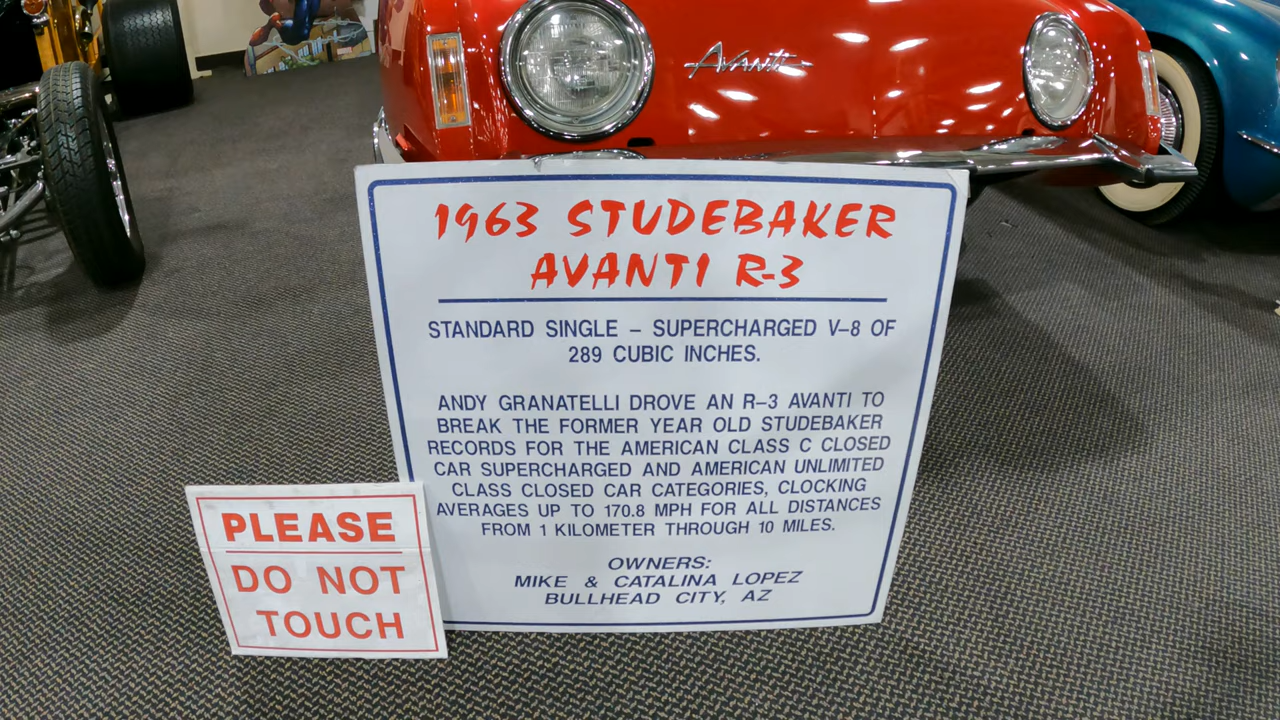 Avanti
1963 STUDEBAKER
AVANTI R-3
STANDARD SINGLE – SUPERCHARGED V–8 OF
289 CUBIC INCHES.
ANDY GRANATELLI DROVE AN R–3 AVANTI TO
BREAK THE FORMER YEAR OLD STUDEBAKER
RECORDS FOR THE AMERICAN CLASS C CLOSED
CAR SUPERCHARGED AND AMERICAN UNLIMITED
CLASS CLOSED CAR CATEGORIES, CLOCKING
AVERAGES UP TO 170.8 MPH FOR ALL DISTANCES
FROM 1 KILOMETER THROUGH 10 MILES.
OWNERS:
MIKE & CATALINA LOPEZ
BULLHEAD CITY, AZ
PLEASE
DO NOT
TOUCH